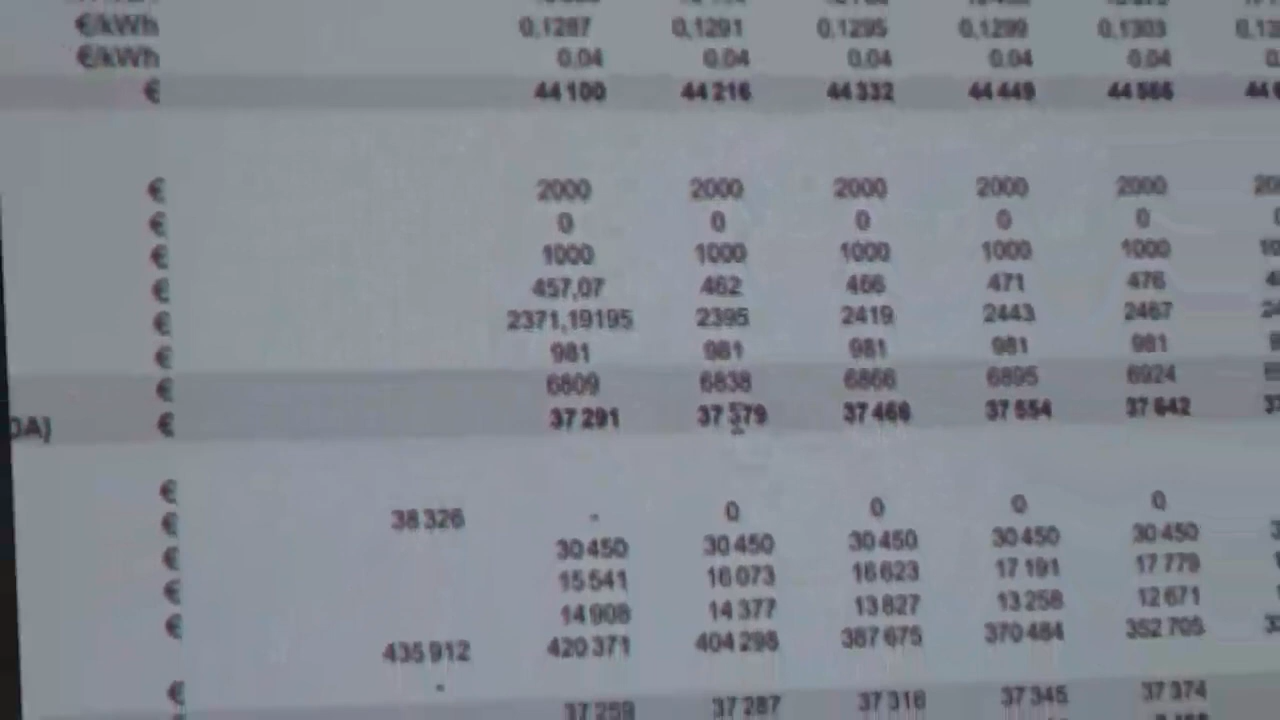 €/kWh 0,1287 0,1291 0,1295 0,1299 0,1303
€/kWh 0.04 0.04 0.04 0.04 0.04
€ 44 100 44 216 44 332 44 449 44 566
€ 2000 2000 2000 2000 2000
€ 0 0 0 0 0
€ 1000 1000 1000 1000 1000
€ 457,07 462 466 471 476
€ 2371,19195 2395 2419 2443 2467
€ 981 981 981 981 981
€ 6809 6838 6866 6895 6924
DA) € 37 291 37 379 37 466 37 554 37 642
€ 38 326 - 0 0 0 0
€ 30 450 30 450 30 450 30 450 30 450
€ 15 541 16 073 16 623 17 191 17 779
€ 14 908 14 377 13 827 13 258 12 671
€ 435 912 420 371 404 298 387 675 370 484 352 705
€ - 37 259 37 287 37 316 37 345 37 374